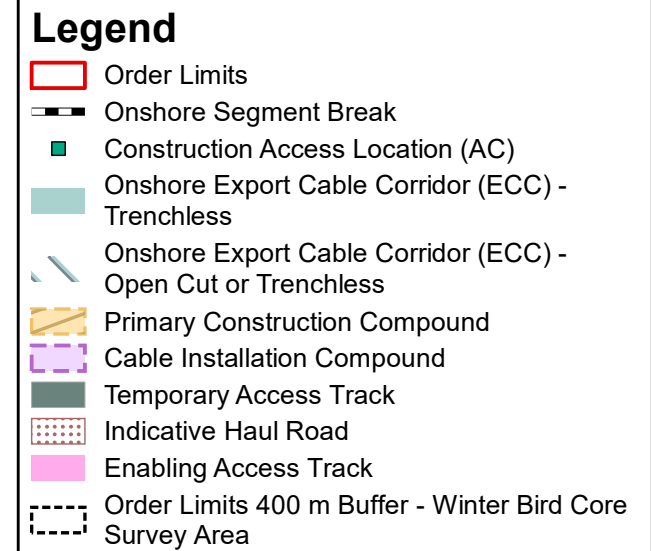 Legend
Order Limits
Onshore Segment Break
Construction Access Location (AC)
Onshore Export Cable Corridor (ECC) -
Trenchless
Onshore Export Cable Corridor (ECC) -
Open Cut or Trenchless
Primary Construction Compound
Cable Installation Compound
Temporary Access Track
Indicative Haul Road
Enabling Access Track
Order Limits 400 m Buffer - Winter Bird Core
Survey Area